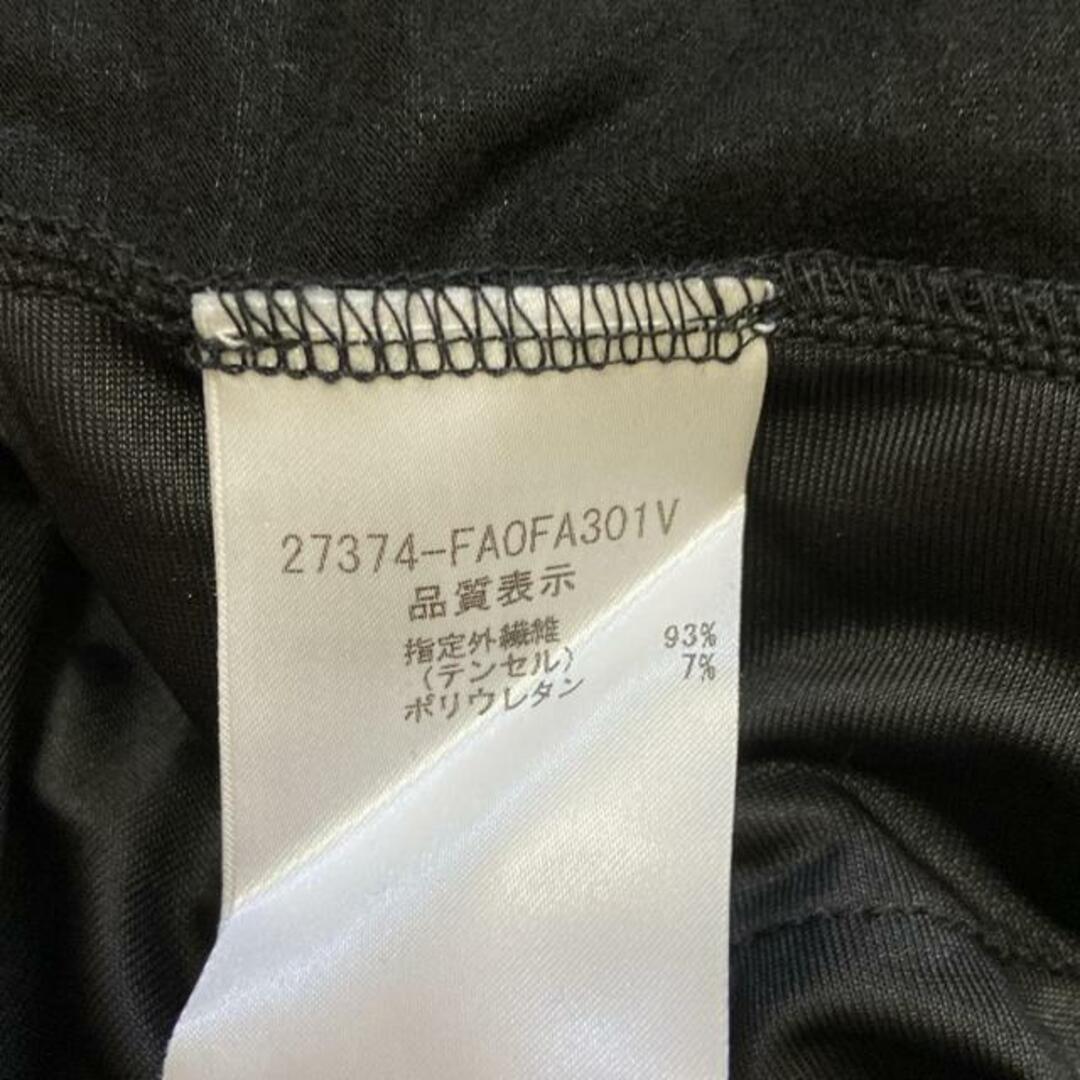 27374-FA0FA301V
品質表示
指定外繊維 93%
(テンセル) 7%
ポリウレタン